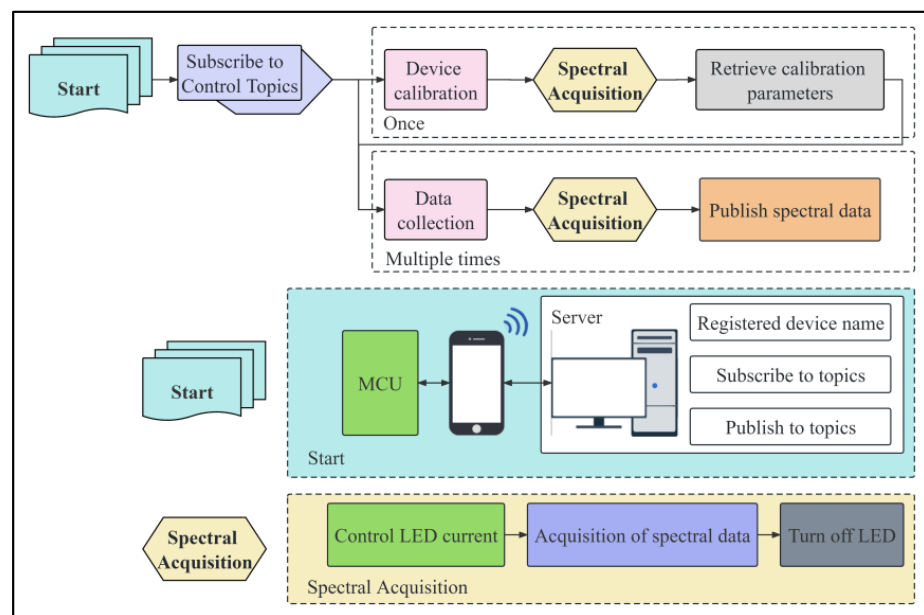 Start
Subscribe to
Control Topics
Device
calibration
Spectral
Acquisition
Retrieve calibration
parameters
Once
Data
collection
Spectral
Acquisition
Publish spectral data
Multiple times
Start
MCU
Server
Registered device name
Subscribe to topics
Publish to topics
Start
Spectral
Acquisition
Control LED current
Acquisition of spectral data
Turn off LED
Spectral Acquisition